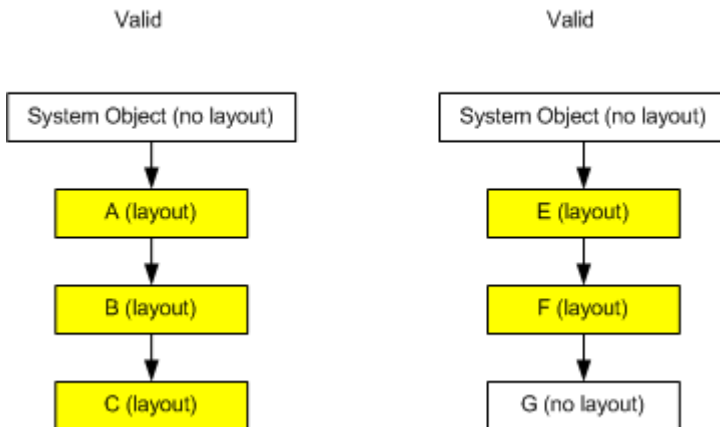 Valid
System Object (no layout)
A (layout)
B (layout)
C (layout)
Valid
System Object (no layout)
E (layout)
F (layout)
G (no layout)